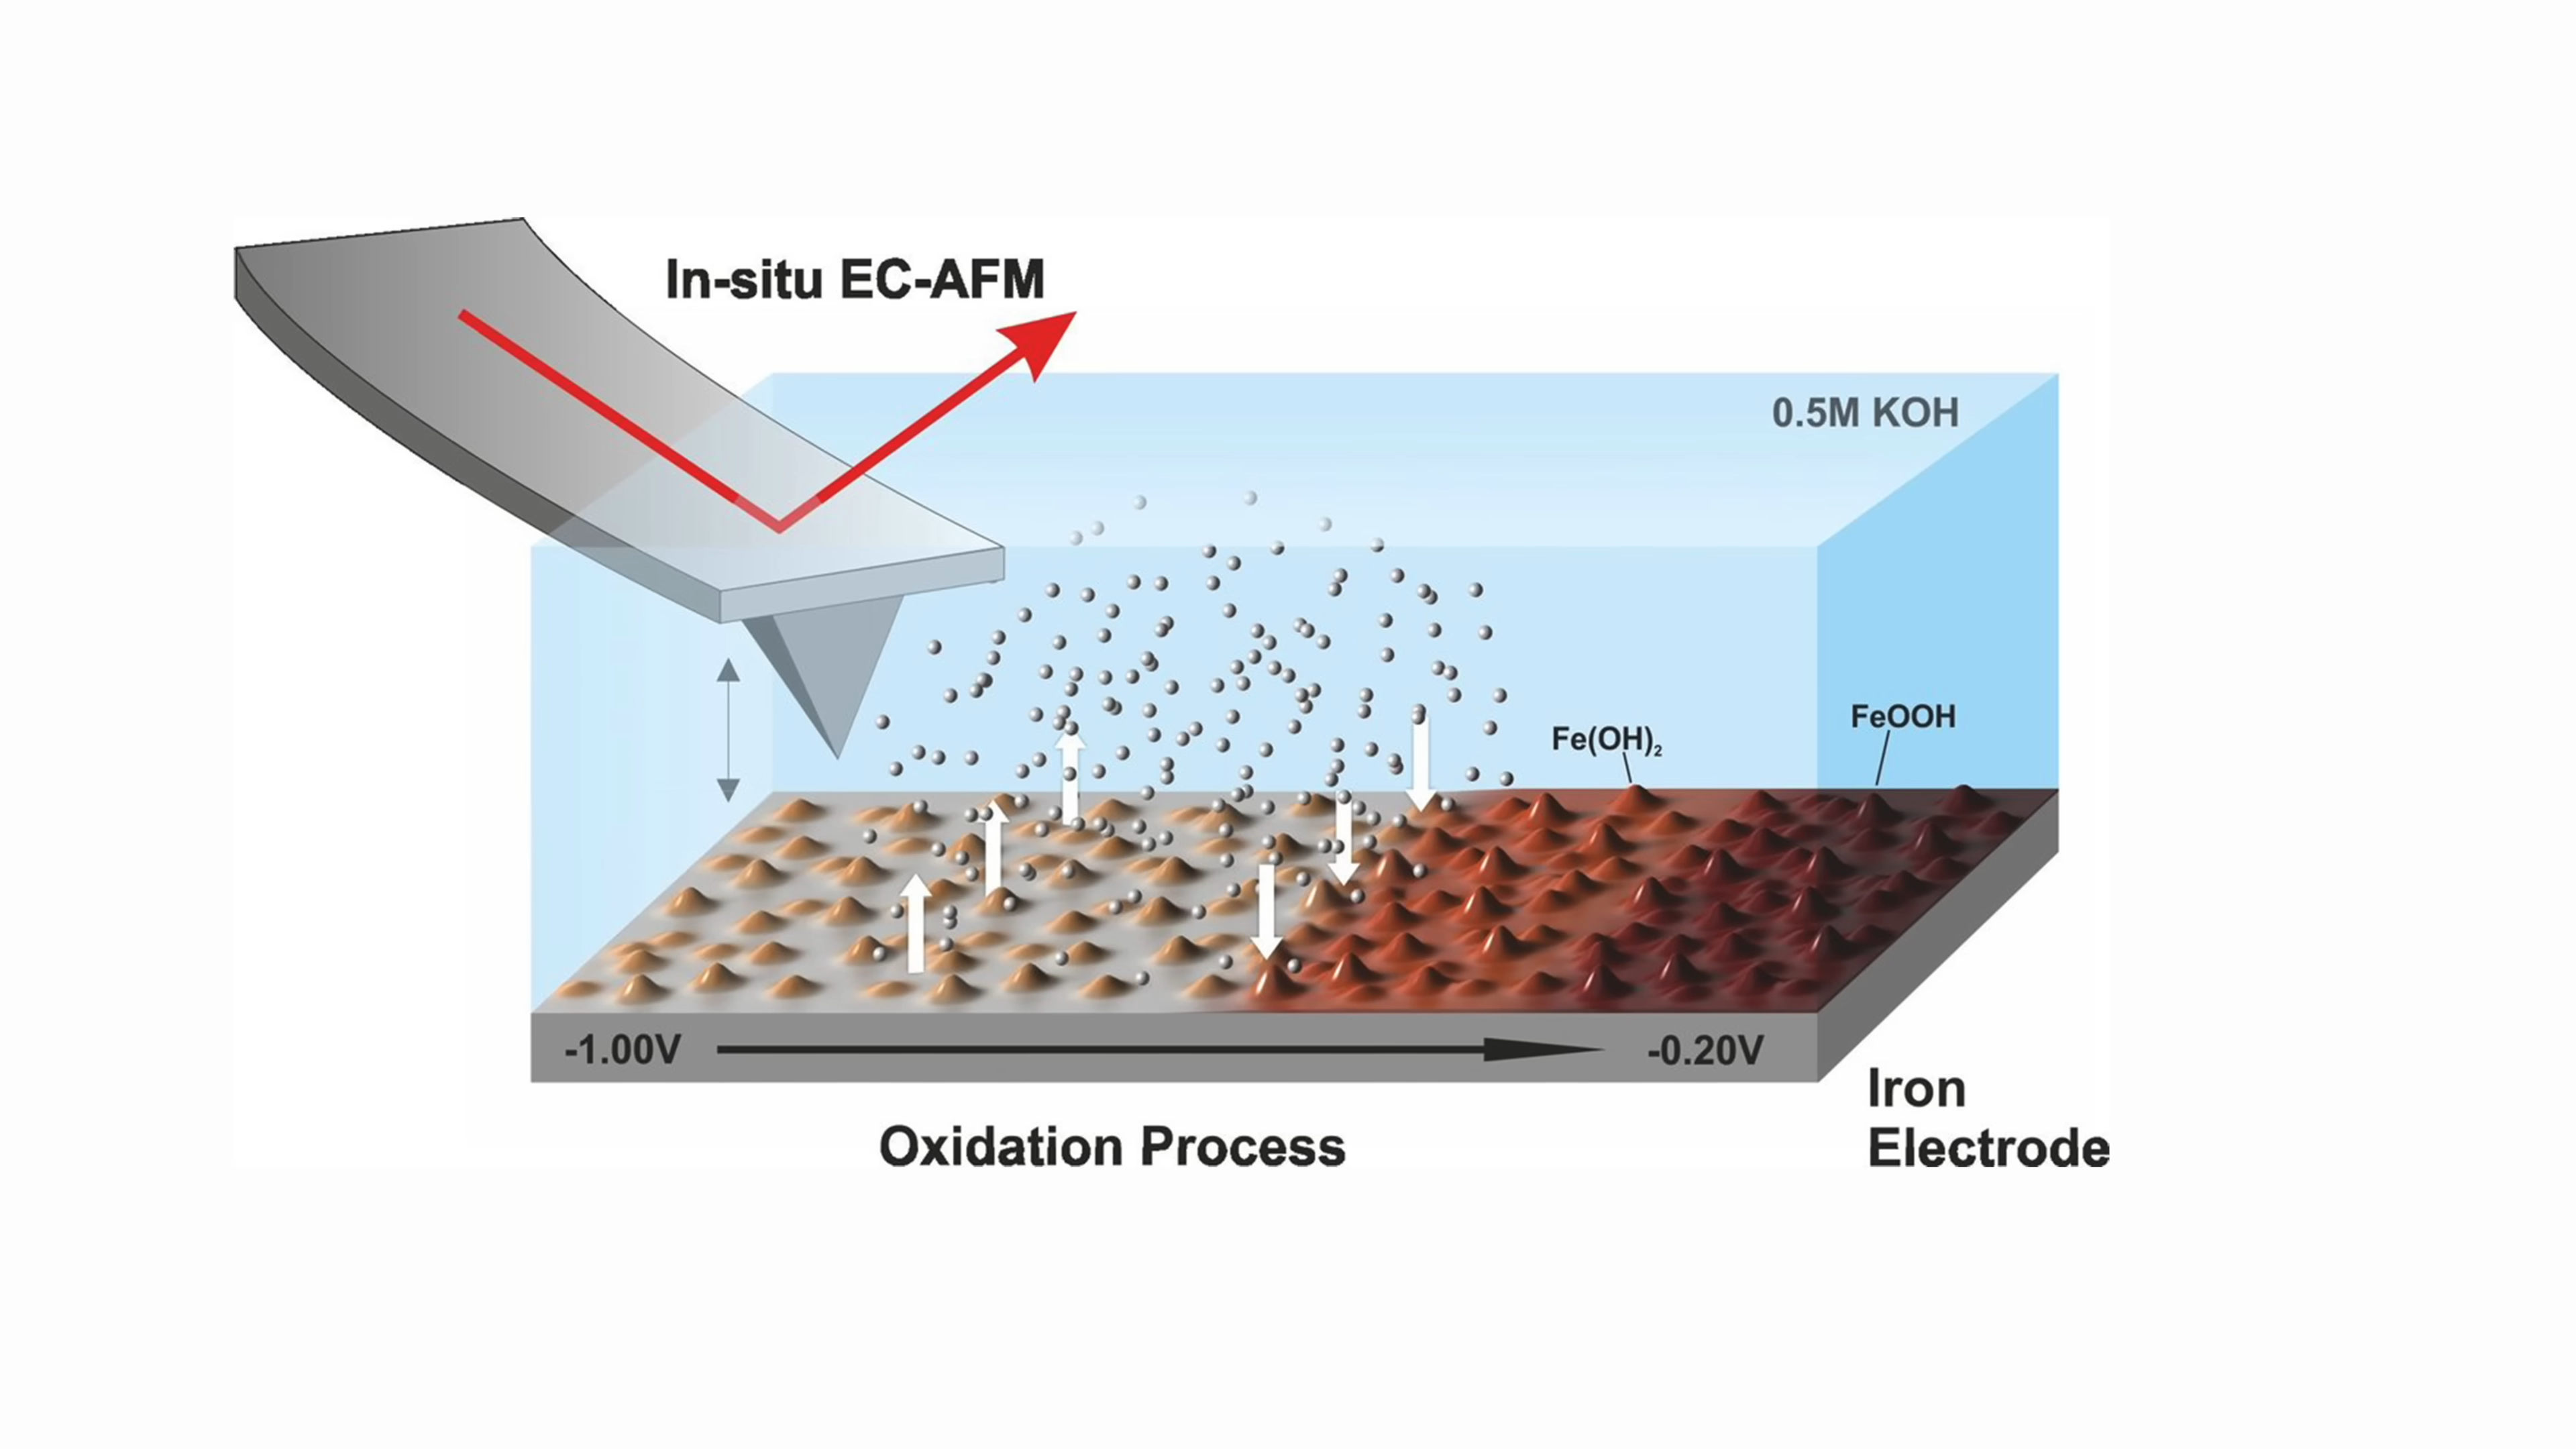 In-situ EC-AFM
0.5M KOH
FeOOH
Fe(OH)₂
-1.00V
-0.20V
Iron
Electrode
Oxidation Process